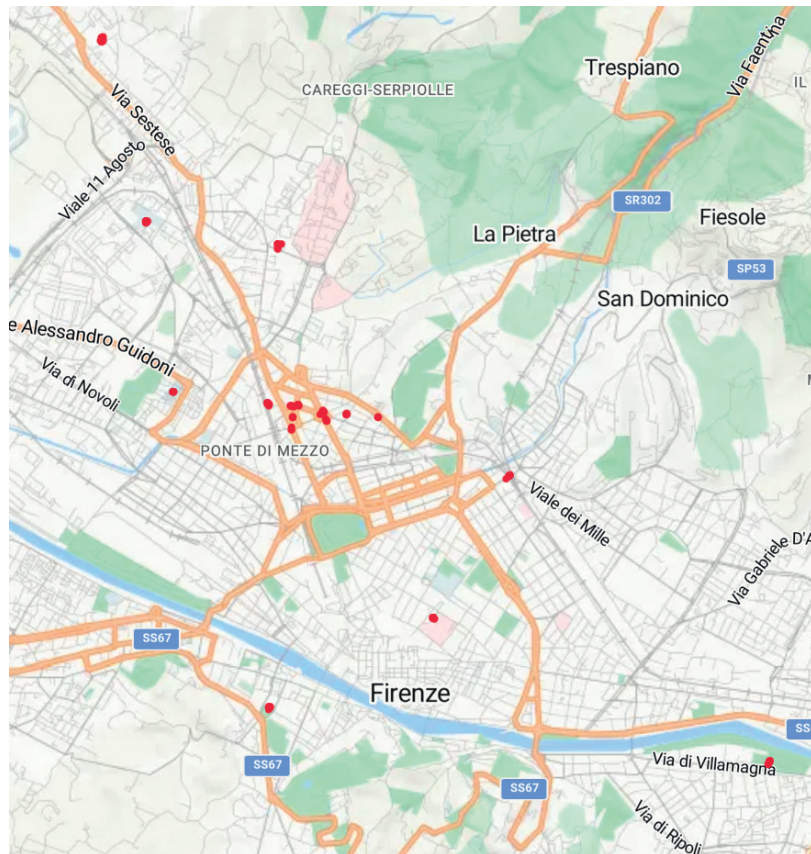 Trespiano
Via Faentina
CAREGGI-SERPIOLLE
IL
Via Sestese
Viale 11 Agosto
SR302
Fiesole
La Pietra
SP53
San Dominico
e Alessandro Guidoni
Via di Novoli
PONTE DI MEZZO
Viale dei Mille
Via Gabriele D'A
SS67
Firenze
SS
Via di Villamagna
SS67
SS67
Via di Ripoli